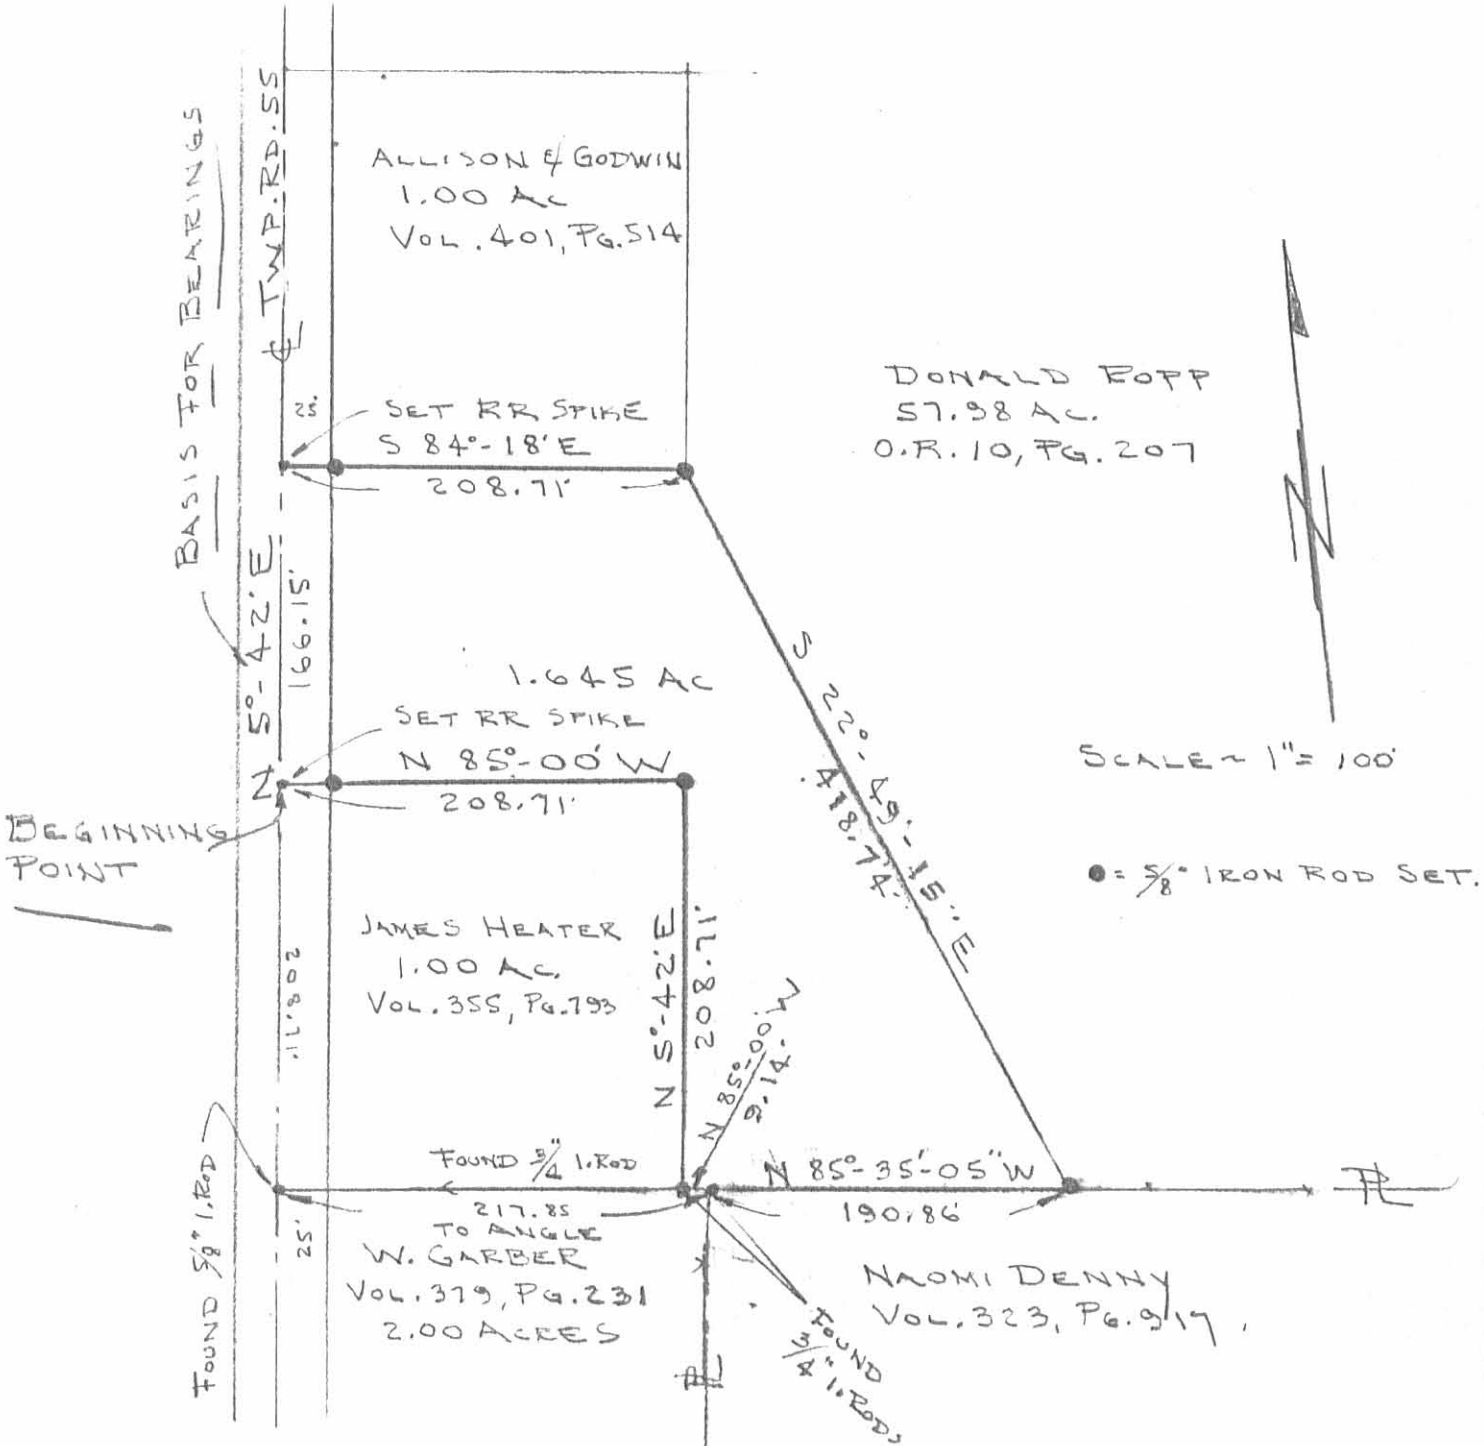 ℄ TWP. RD. 55
BASIS FOR BEARINGS
ALLISON & GODWIN
1.00 AC
VOL. 401, PG. 514
DONALD
57.98 AC.
O.R. 10, PG. 207
25'
SET RR SPIKE
S 84°-18' E
208.71'
N 5°-42' E
166.15'
1.645 AC
SET RR SPIKE
N 85°-00' W
208.71'
BEGINNING
POINT
S 22°-49'-15" E
418.74'
N
SCALE ~ 1" = 100'
● = 5/8" IRON ROD SET.
JAMES HEATER
1.00 AC.
VOL. 355, PG. 793
208.71'
N 5°-42' E
208.71'
N 85°-00' W
9.14'
FOUND 3/4" I. ROD
N 85°-35'-05" W
190.86'
PL
217.85
TO ANGLE
W. GARBER
VOL. 379, PG. 231
2.00 ACRES
FOUND 5/8" I. ROD
25'
NAOMI DENNY
VOL. 323, PG. 917
FOUND
3/4" I. RODS
PL